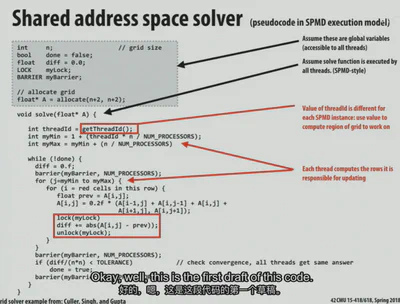 Shared address space solver (pseudocode in SPMD execution model)
int n; // grid size
bool done = false;
float diff = 0.0;
LOCK myLock;
BARRIER myBarrier;
// allocate grid
float* A = allocate(n+2, n+2);
Assume these are global variables
(accessible to all threads)
Assume solve function is executed by
all threads. (SPMD-style)
void solve(float* A) {
int threadId = getThreadId();
int myMin = 1 + (threadId * n / NUM_PROCESSORS);
int myMax = myMin + (n / NUM_PROCESSORS)
Value of threadId is different for
each SPMD instance: use value to
compute region of grid to work on
while (!done) {
diff = 0.f;
barrier(myBarrier, NUM_PROCESSORS);
for (j=myMin to myMax) {
for (i = red cells in this row) {
float prev = A[i,j];
A[i,j] = 0.2f * (A[i-1,j] + A[i,j-1] + A[i,j] +
A[i+1,j], A[i,j+1]);
lock(myLock)
diff += abs(A[i,j] - prev));
unlock(myLock);
}
Each thread computes the rows it is
responsible for updating
barrier(myBarrier, NUM_PROCESSORS);
if (diff/(n*n) < TOLERANCE) // check convergence, all threads get same answer
done = true;
barrier(myBarrier, NUM_PROCESSORS);
}
}
Okay, well, this is the first draft of this code.
好的，嗯，这是这段代码的第一个草稿。
Grid solver example from: Culler, Singh, and Gupta
42 CMU 15-418/618, Spring 2018